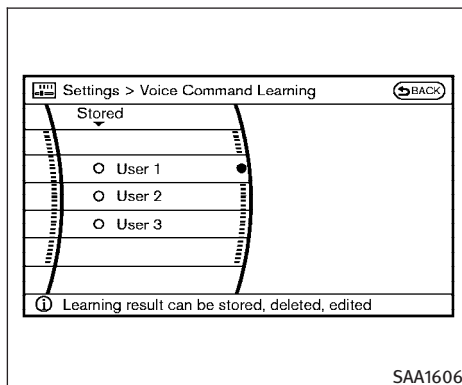 Settings > Voice Command Learning
BACK
Stored
User 1
User 2
User 3
Learning result can be stored, deleted, edited
SAA1606